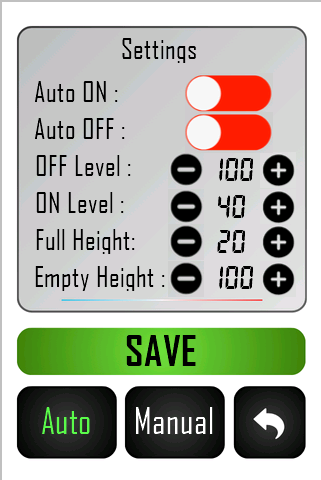 Settings
Auto ON :
Auto OFF :
OFF Level : 100
ON Level : 40
Full Height: 20
Empty Height : 100
SAVE
Auto Manual